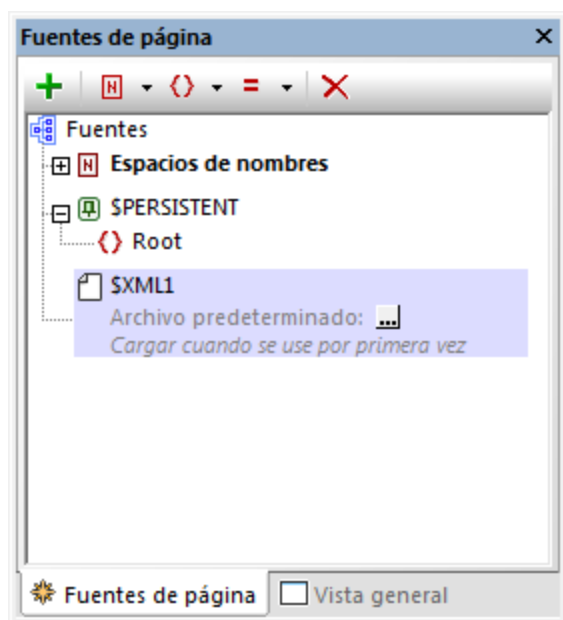 Fuentes de página
Fuentes
Espacios de nombres
$PERSISTENT
Root
$XML1
Archivo predeterminado: ...
Cargar cuando se use por primera vez
Fuentes de página Vista general